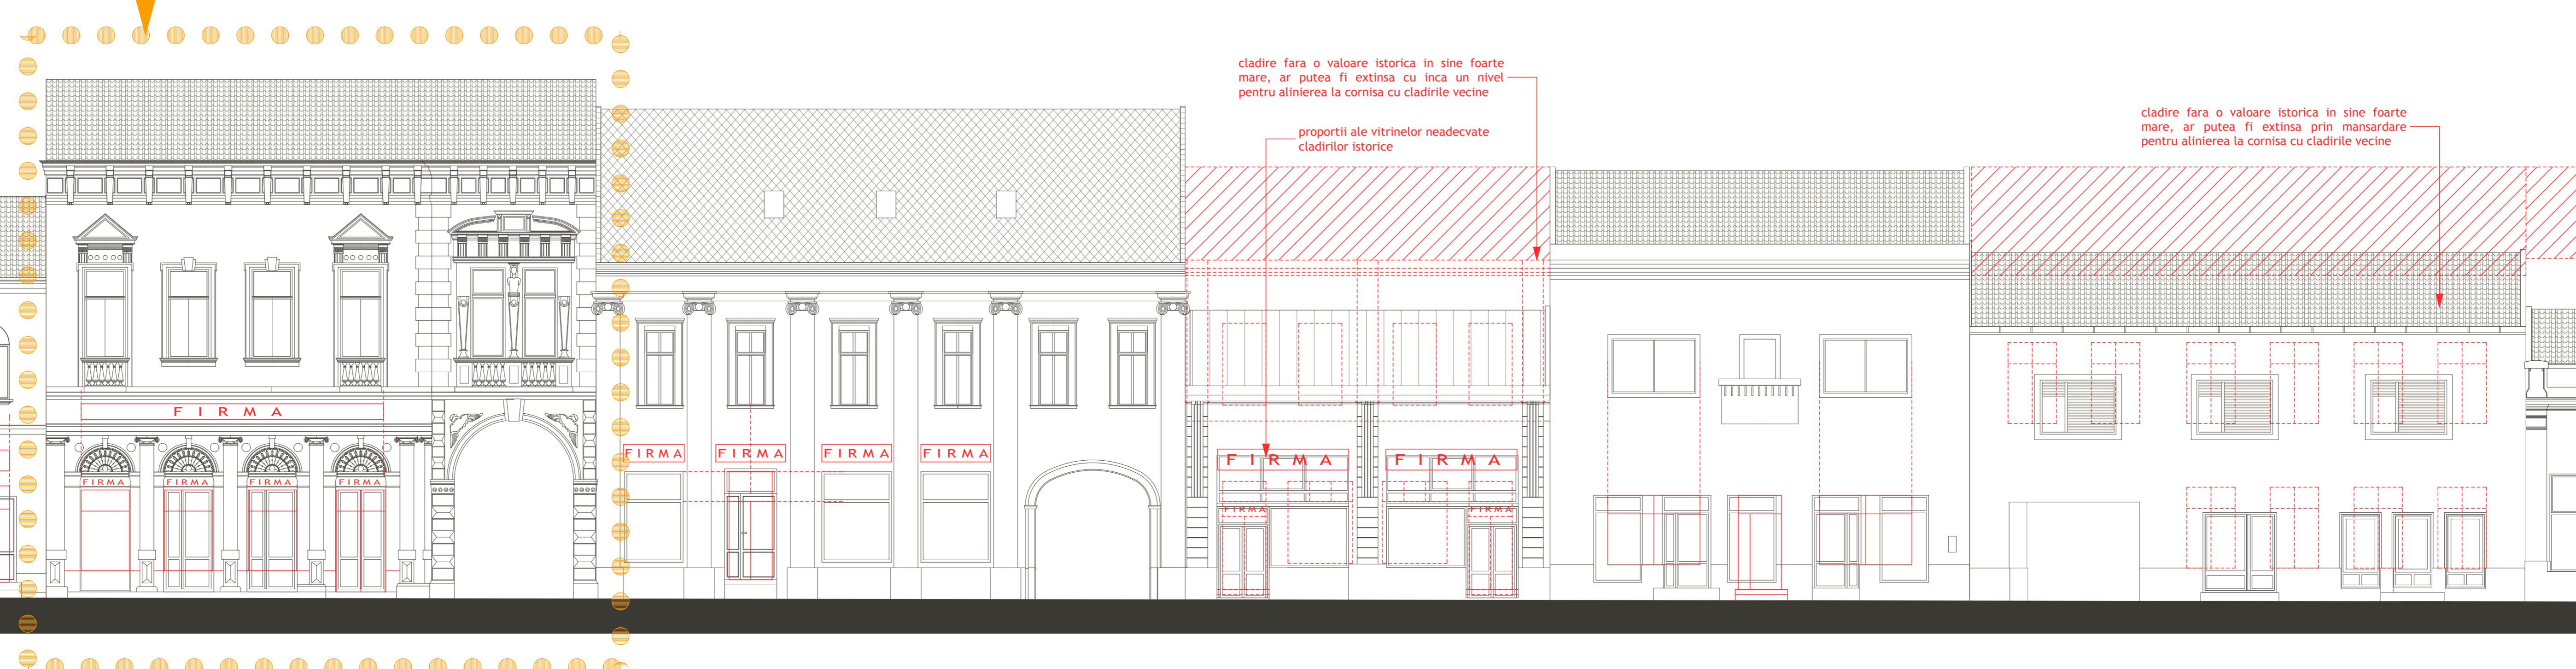 cladire fara o valoare istorica in sine foarte
mare, ar putea fi extinsa cu inca un nivel
pentru alinierea la cornisa cu cladirile vecine
proportii ale vitrinelor neadecvate
cladirilor istorice
cladire fara o valoare istorica in sine foarte
mare, ar putea fi extinsa prin mansardare
pentru alinierea la cornisa cu cladirile vecine
FIRMA
FIRMA
FIRMA
FIRMA
FIRMA
FIRMA
FIRMA
FIRMA
FIRMA
FIRMA
FIRMA
FIRMA
FIRMA